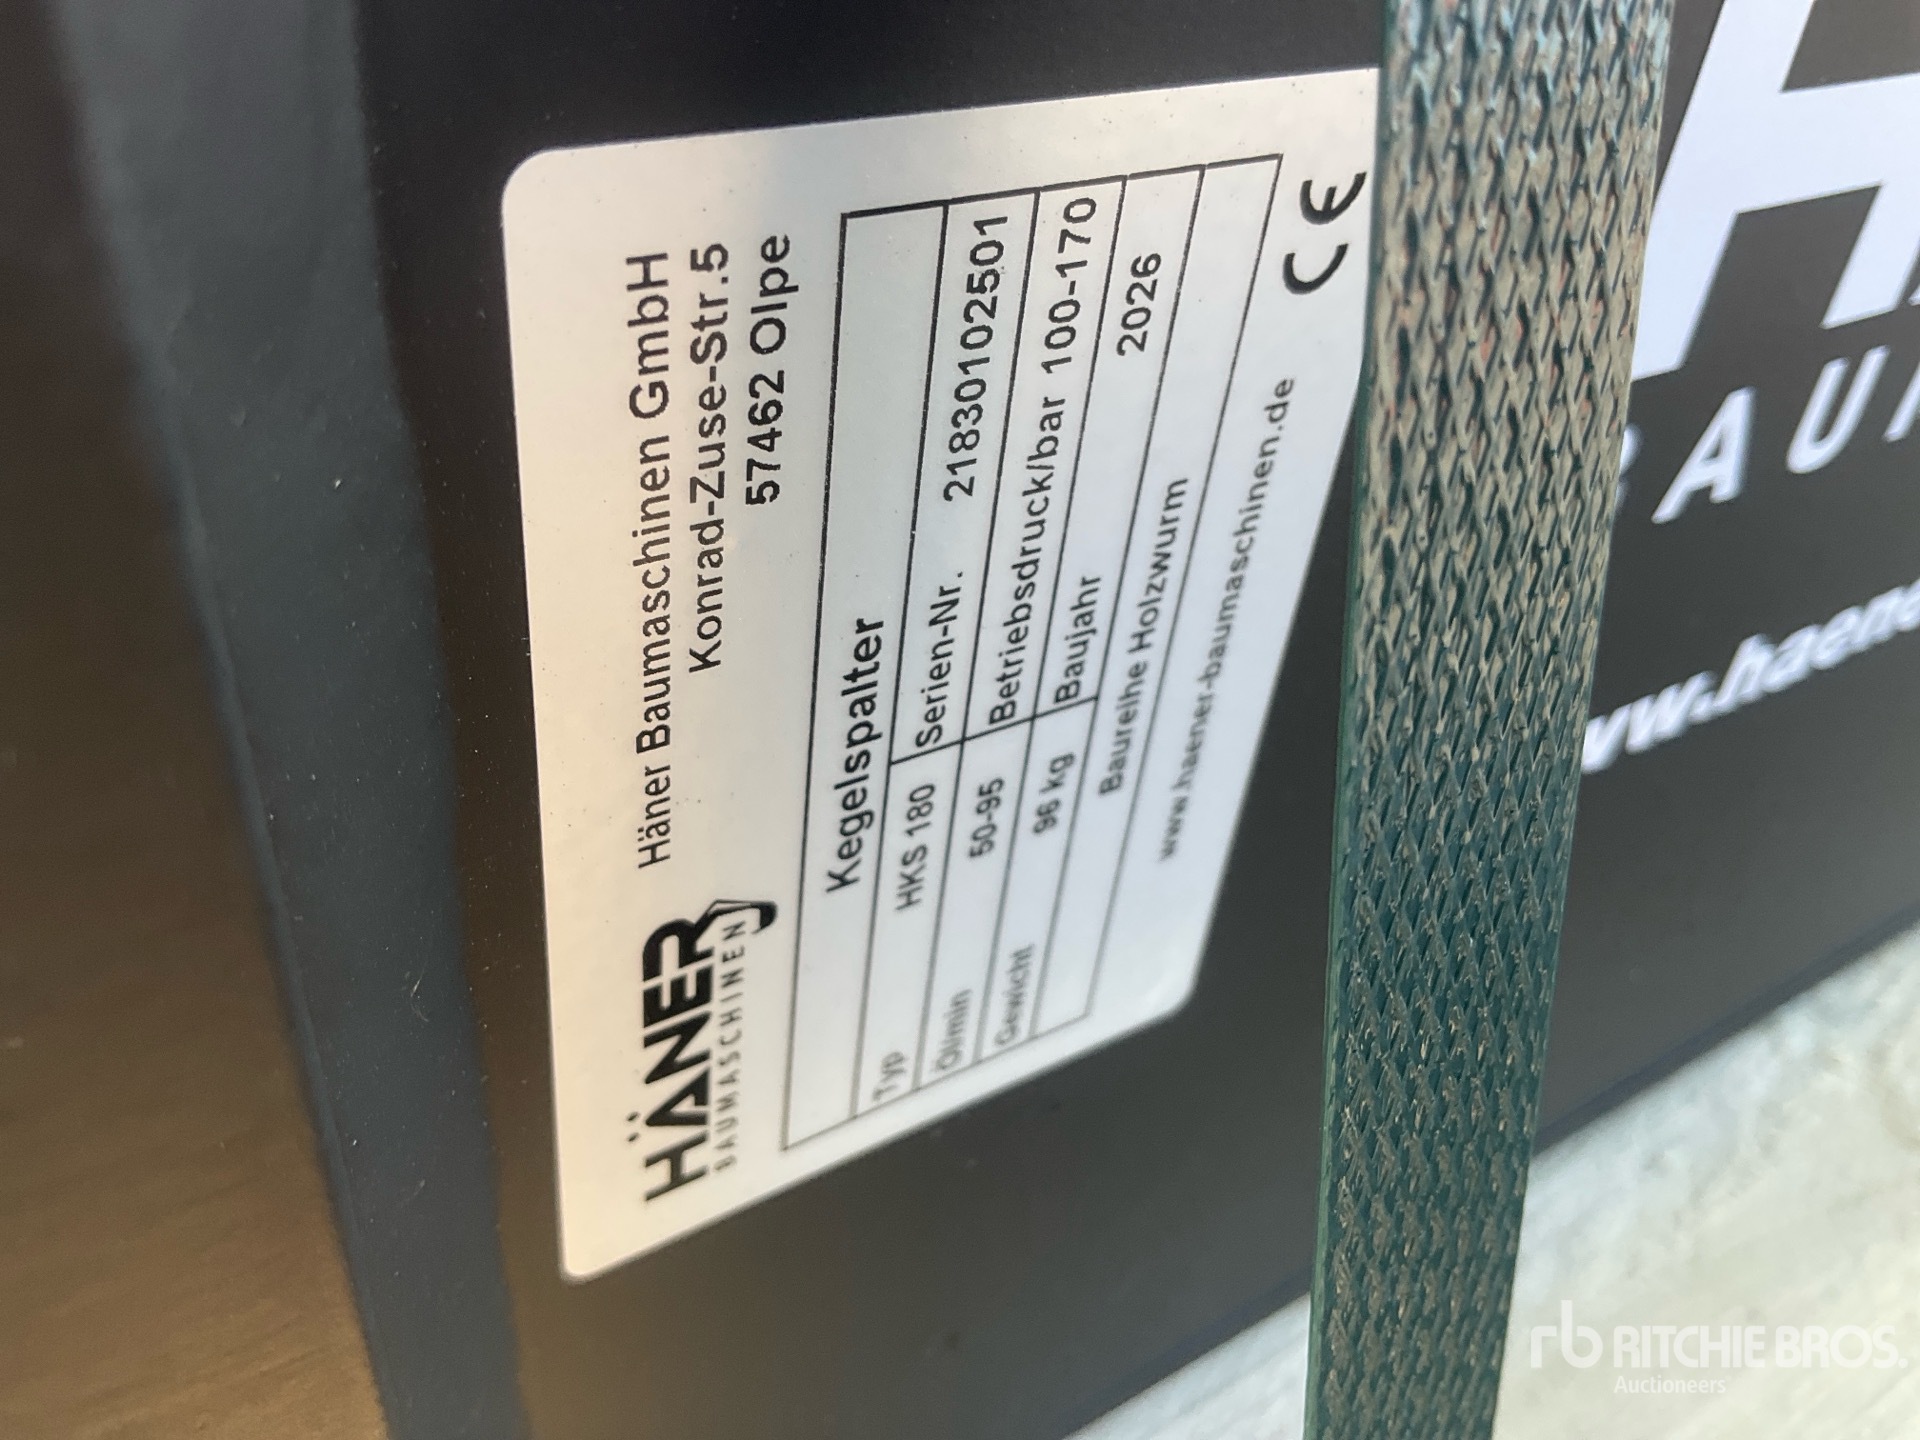 HÄNER
BAUMASCHINEN
Häner Baumaschinen GmbH
Konrad-Zuse-Str.5
57462 Olpe
Kegelspalter
Typ HKS 180 Serien-Nr. 2183010102501
Öl/min 50-95 Betriebsdruck/bar 100-170
Gewicht 96 kg Baujahr 2026
Baureihe Holzwurm
www.haener-baumaschinen.de
CE
rb RITCHIE BROS.
Auctioneers